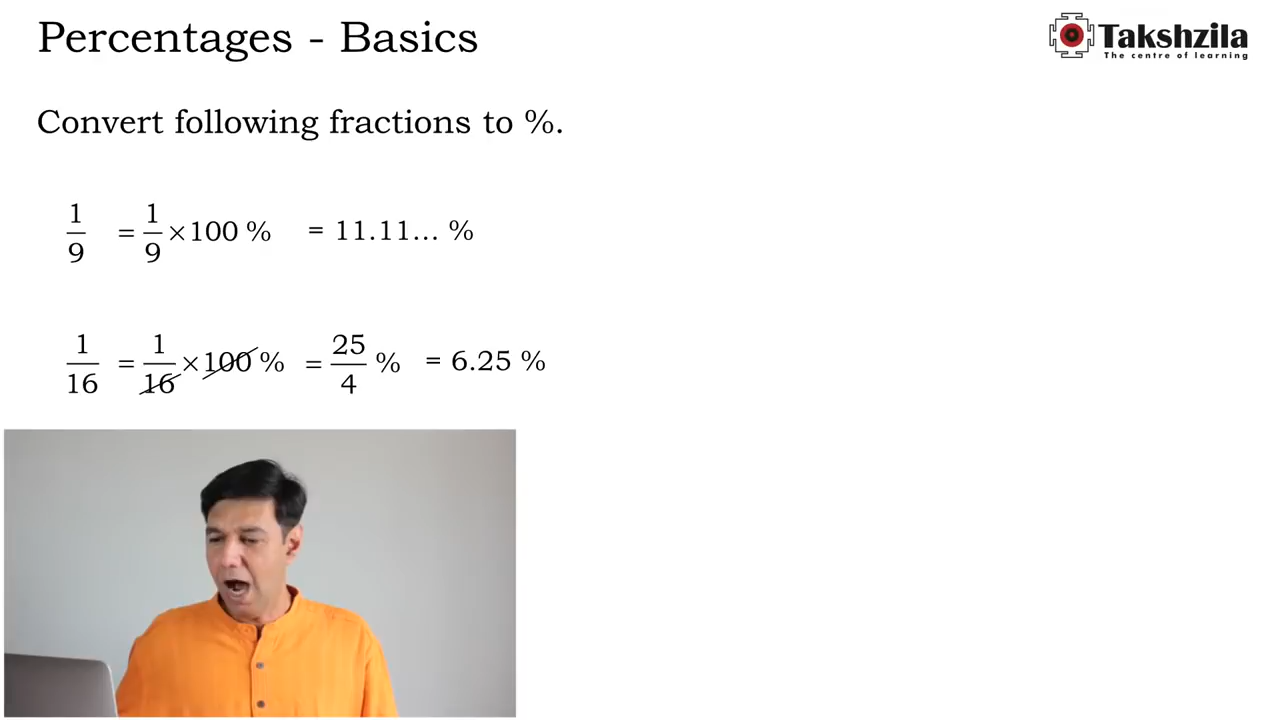 Percentages - Basics
Takshzila
The centre of learning
Convert following fractions to %.
1/9 = 1/9 ×100 % = 11.11... %
1/16 = 1/16 ×100 % = 25/4 % = 6.25 %